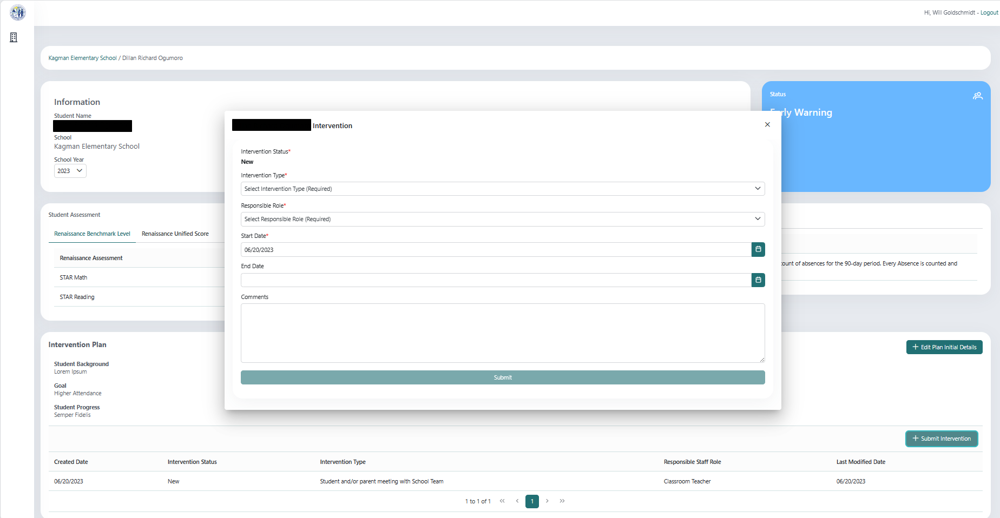 Hi, Will Goldschmidt - Logout
Kagman Elementary School / Dillan Richard Ogumoro
Information
Student Name
School
Kagman Elementary School
School Year
2023
Status
Early Warning
Intervention
Intervention Status*
New
Intervention Type*
Select Intervention Type (Required)
Responsible Role*
Select Responsible Role (Required)
Start Date*
06/20/2023
End Date
Comments
Submit
Student Assessment
Renaissance Benchmark Level Renaissance Unified Score
Renaissance Assessment
STAR Math
STAR Reading
ount of absences for the 90-day period. Every Absence is counted and
Intervention Plan
+ Edit Plan Initial Details
Student Background
Lorem Ipsum
Goal
Higher Attendance
Student Progress
Semper Fidelis
+ Submit Intervention
Created Date Intervention Status Intervention Type Responsible Staff Role Last Modified Date
06/20/2023 New Student and/or parent meeting with School Team Classroom Teacher 06/20/2023
1 to 1 of 1 « ‹ 1 › »